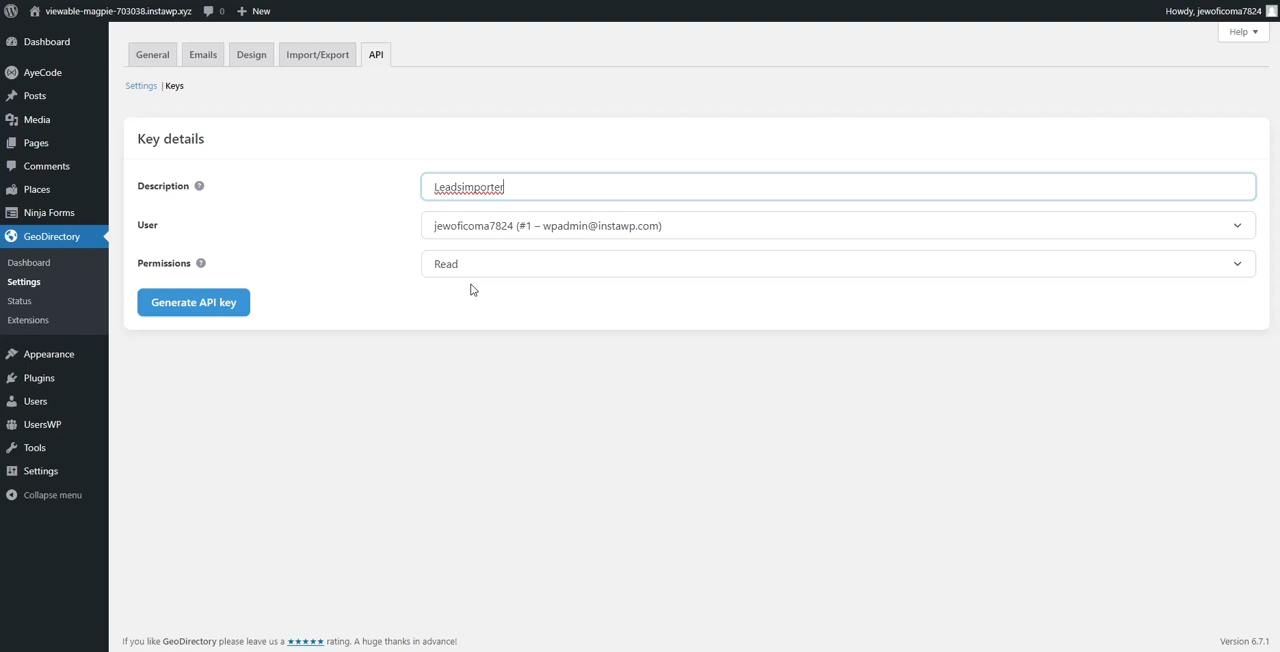 viewable-magpie-703038.instawp.xyz 0 New Howdy, jewoficoma7824
Help
Dashboard
AyeCode
Posts
Media
Pages
Comments
Places
Ninja Forms
GeoDirectory
Dashboard
Settings
Status
Extensions
Appearance
Plugins
Users
UsersWP
Tools
Settings
Collapse menu
General Emails Design Import/Export API
Settings | Keys
Key details
Description ? Leadsimporter
User jewoficoma7824 (#1 – wpadmin@instawp.com)
Permissions ? Read
Generate API key
If you like GeoDirectory please leave us a ★★★★★ rating. A huge thanks in advance! Version 6.7.1